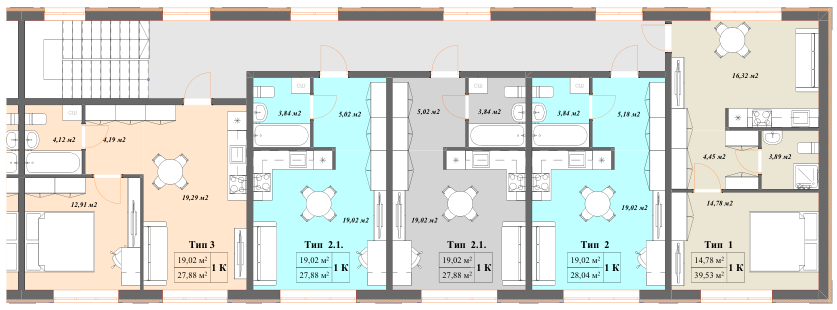 16,32 м2
3,84 м2
5,02 м2
5,02 м2
3,84 м2
3,84 м2
5,18 м2
4,12 м2
4,19 м2
4,45 м2
3,89 м2
19,29 м2
12,91 м2
19,02 м2
19,02 м2
19,02 м2
14,78 м2
Тип 3
19,02 м²
27,88 м²
1 К
Тип 2.1.
19,02 м²
27,88 м²
1 К
Тип 2.1.
19,02 м²
27,88 м²
1 К
Тип 2
19,02 м²
28,04 м²
1 К
Тип 1
14,78 м²
39,53 м²
1 К